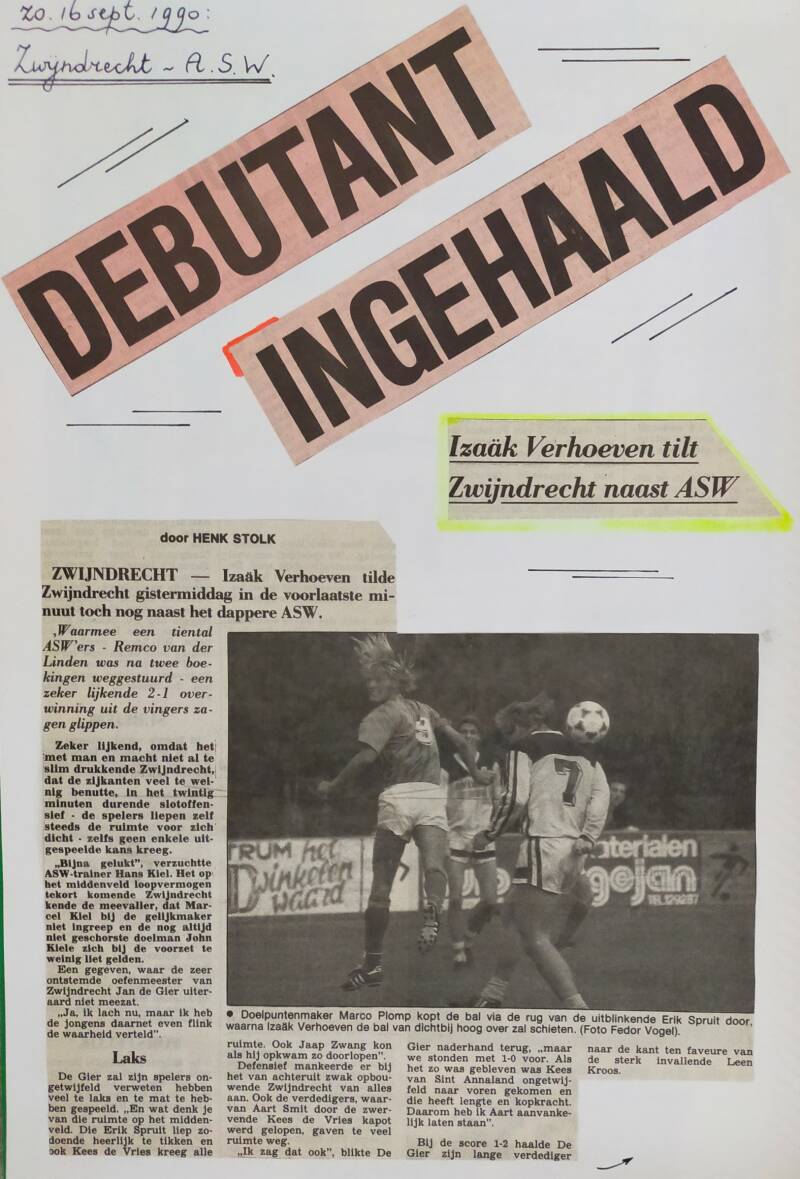 zo. 16 sept. 1990:
Zwijndrecht ~ A.S.W.
DEBUTANT
INGEHAALD
Izaäk Verhoeven tilt
Zwijndrecht naast ASW
door HENK STOLK
ZWIJNDRECHT — Izaäk Verhoeven tilde
Zwijndrecht gistermiddag in de voorlaatste mi-
nuut toch nog naast het dappere ASW.
‚Waarmee een tiental
ASW'ers - Remco van der
Linden was na twee boe-
kingen weggestuurd - een
zeker lijkende 2-1 over-
winning uit de vingers za-
gen glippen.
Zeker lijkend, omdat het
met man en macht niet al te
slim drukkende Zwijndrecht,
dat de zijkanten veel te wei-
nig benutte, in het twintig
minuten durende slotoffen-
sief - de spelers liepen zelf
steeds de ruimte voor zich
dicht - zelfs geen enkele uit-
gespeelde kans kreeg.
„Bijna gelukt”, verzuchtte
ASW-trainer Hans Kiel. Het op
het middenveld loopvermogen
tekort komende Zwijndrecht
kende de meevaller, dat Mar-
cel Kiel bij de gelijkmaker
niet ingreep en de nog altijd
niet geschorste doelman John
Kiele zich bij de voorzet te
weinig liet gelden.
Een gegeven, waar de zeer
ontstemde oefenmeester van
Zwijndrecht Jan de Gier uiter-
aard niet meezat.
„Ja, ik lach nu, maar ik heb
de jongens daarnet even flink
de waarheid verteld”.
Laks
De Gier zal zijn spelers on-
getwijfeld verweten hebben
veel te laks en te mat te heb-
ben gespeeld. „En wat denk je
van die ruimte op het midden-
veld. Die Erik Spruit liep zo-
doende heerlijk te tikken en
ook Kees de Vries kreeg alle
9
7
TRUM het
Winkelen
waard
aterialen
gejan
TEL. 129287
● Doelpuntenmaker Marco Plomp kopt de bal via de rug van de uitblinkende Erik Spruit door,
waarna Izaäk Verhoeven de bal van dichtbij hoog over zal schieten. (Foto Fedor Vogel).
ruimte. Ook Jaap Zwang kon
als hij opkwam zo doorlopen”.
Defensief mankeerde er bij
het van achteruit zwak opbou-
wende Zwijndrecht van alles
aan. Ook de verdedigers, waar-
van Aart Smit door de zwer-
vende Kees de Vries kapot
werd gelopen, gaven te veel
ruimte weg.
„Ik zag dat ook”, blikte De
Gier naderhand terug, „maar
we stonden met 1-0 voor. Als
het zo was gebleven was Kees
van Sint Annaland ongetwij-
feld naar voren gekomen en
die heeft lengte en kopkracht.
Daarom heb ik Aart aanvanke-
lijk laten staan”.
Bij de score 1-2 haalde De
Gier zijn lange verdediger
naar de kant ten faveure van
de sterk invallende Leen
Kroos.